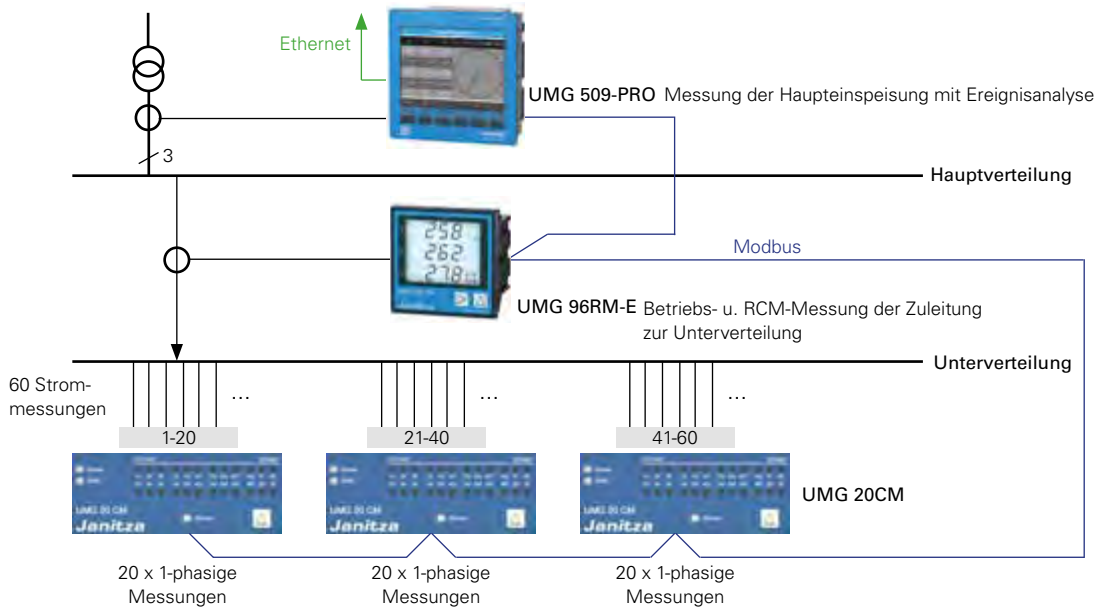 Ethernet
UMG 509-PRO Messung der Haupteinspeisung mit Ereignisanalyse
3
Hauptverteilung
258
262
278
Modbus
UMG 96RM-E Betriebs- u. RCM-Messung der Zuleitung
zur Unterverteilung
Unterverteilung
60 Strom-
messungen
...
...
...
1-20
21-40
41-60
UMG 20 CM
Janitza
UMG 20 CM
Janitza
UMG 20 CM
Janitza
UMG 20CM
20 x 1-phasige
Messungen
20 x 1-phasige
Messungen
20 x 1-phasige
Messungen